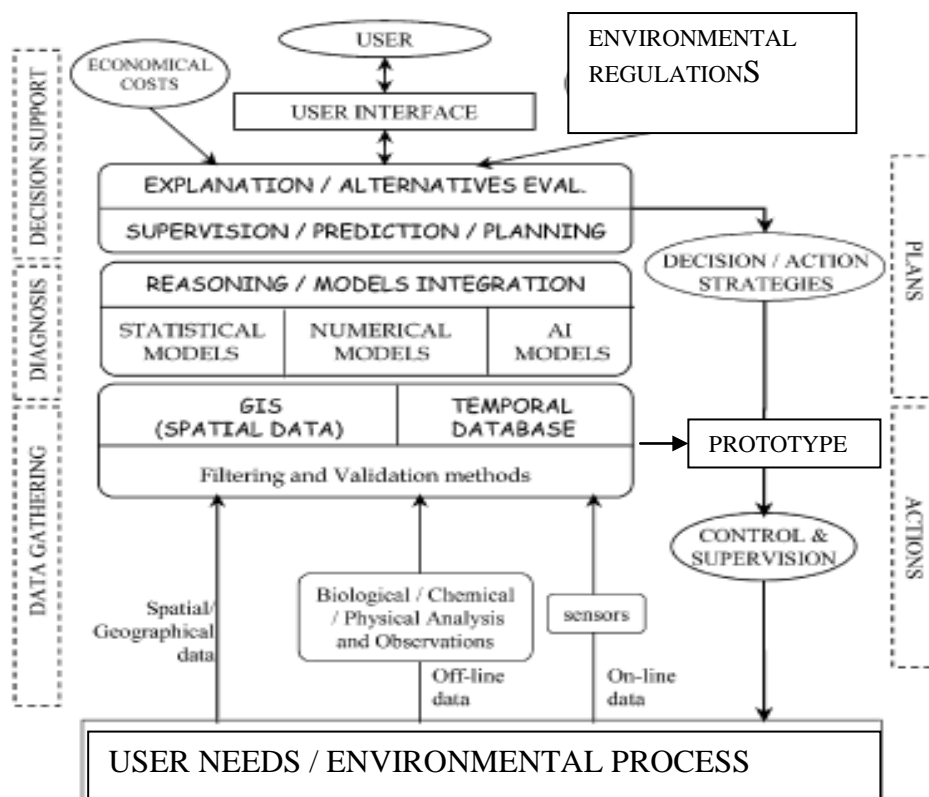 USER
ENVIRONMENTAL
REGULATIONS
ECONOMICAL
COSTS
USER INTERFACE
DECISION SUPPORT
EXPLANATION / ALTERNATIVES EVAL.
SUPERVISION / PREDICTION / PLANNING
DECISION / ACTION
STRATEGIES
PLANS
DIAGNOSIS
REASONING / MODELS INTEGRATION
STATISTICAL
MODELS
NUMERICAL
MODELS
AI
MODELS
DATA GATHERING
GIS
(SPATIAL DATA)
TEMPORAL
DATABASE
Filtering and Validation methods
PROTOTYPE
ACTIONS
CONTROL &
SUPERVISION
Spatial/
Geographical
data
Biological / Chemical
/ Physical Analysis
and Observations
sensors
Off-line
data
On-line
data
USER NEEDS / ENVIRONMENTAL PROCESS